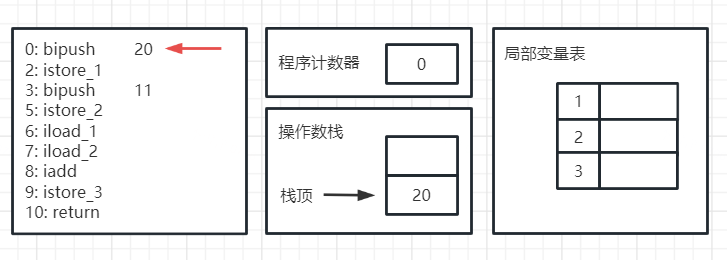 0: bipush 20
2: istore_1
3: bipush 11
5: istore_2
6: iload_1
7: iload_2
8: iadd
9: istore_3
10: return
程序计数器 0
操作数栈
栈顶 20
局部变量表
1
2
3